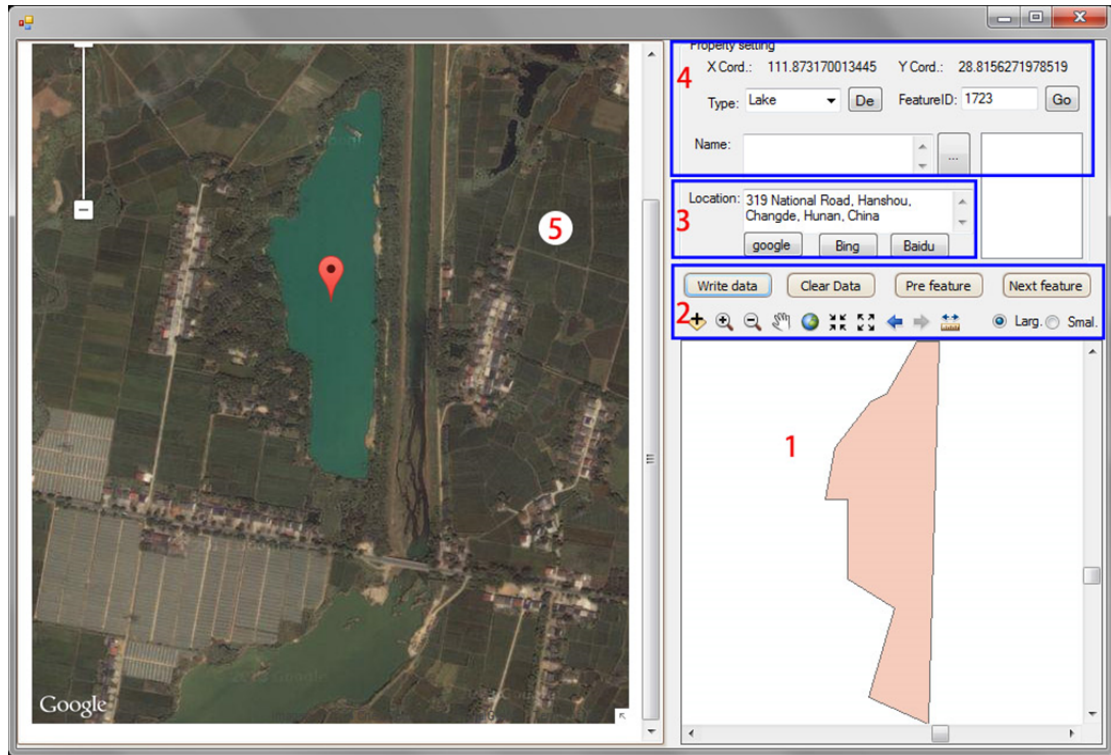 Property setting
X Cord.: 111.873170013445 Y Cord.: 28.8156271978519
4
Type: Lake De FeatureID: 1723 Go
Name: ...
Location: 319 National Road, Hanshou,
Changde, Hunan, China
3
google Bing Baidu
Write data Clear Data Pre feature Next feature
2
Larg. Smal.
1
5
Google